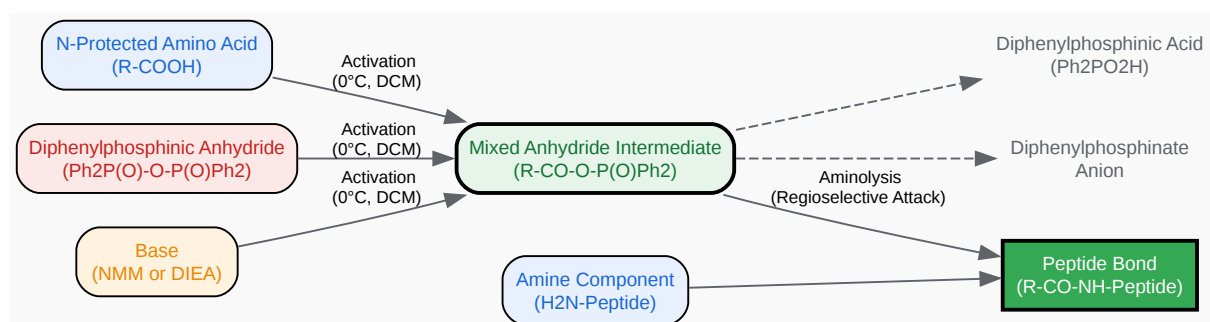 N-Protected Amino Acid
(R-COOH)
Activation
(0°C, DCM)
Diphenylphosphinic Acid
(Ph2PO2H)
Diphenylphosphinic Anhydride
(Ph2P(O)-O-P(O)Ph2)
Activation
(0°C, DCM)
Mixed Anhydride Intermediate
(R-CO-O-P(O)Ph2)
Diphenylphosphinate
Anion
Activation
(0°C, DCM)
Aminolysis
(Regioselective Attack)
Base
(NMM or DIEA)
Amine Component
(H2N-Peptide)
Peptide Bond
(R-CO-NH-Peptide)